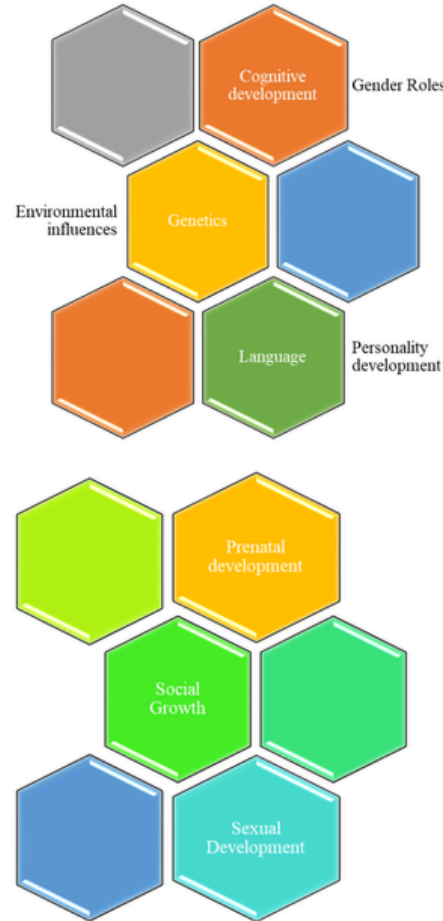 Cognitive
development
Gender Roles
Environmental
influences
Genetics
Language
Personality
development
Prenatal
development
Social
Growth
Sexual
Development